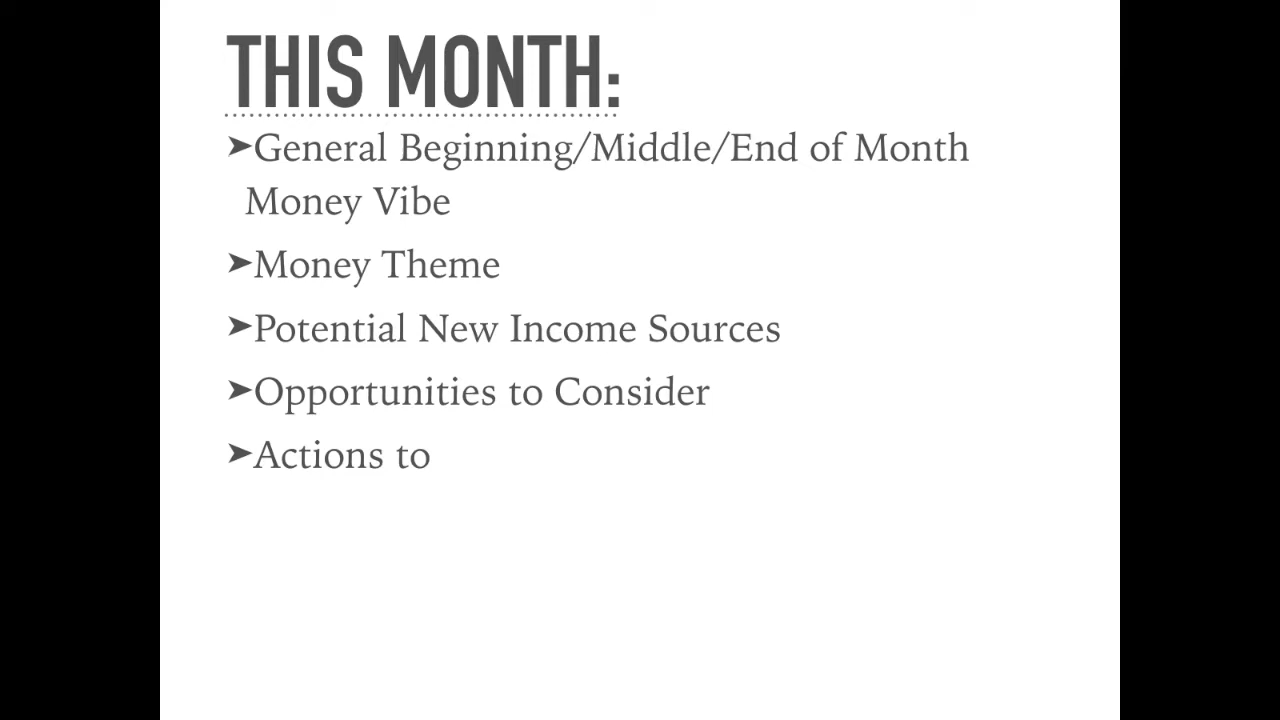 THIS MONTH:
➤General Beginning/Middle/End of Month
Money Vibe
➤Money Theme
➤Potential New Income Sources
➤Opportunities to Consider
➤Actions to